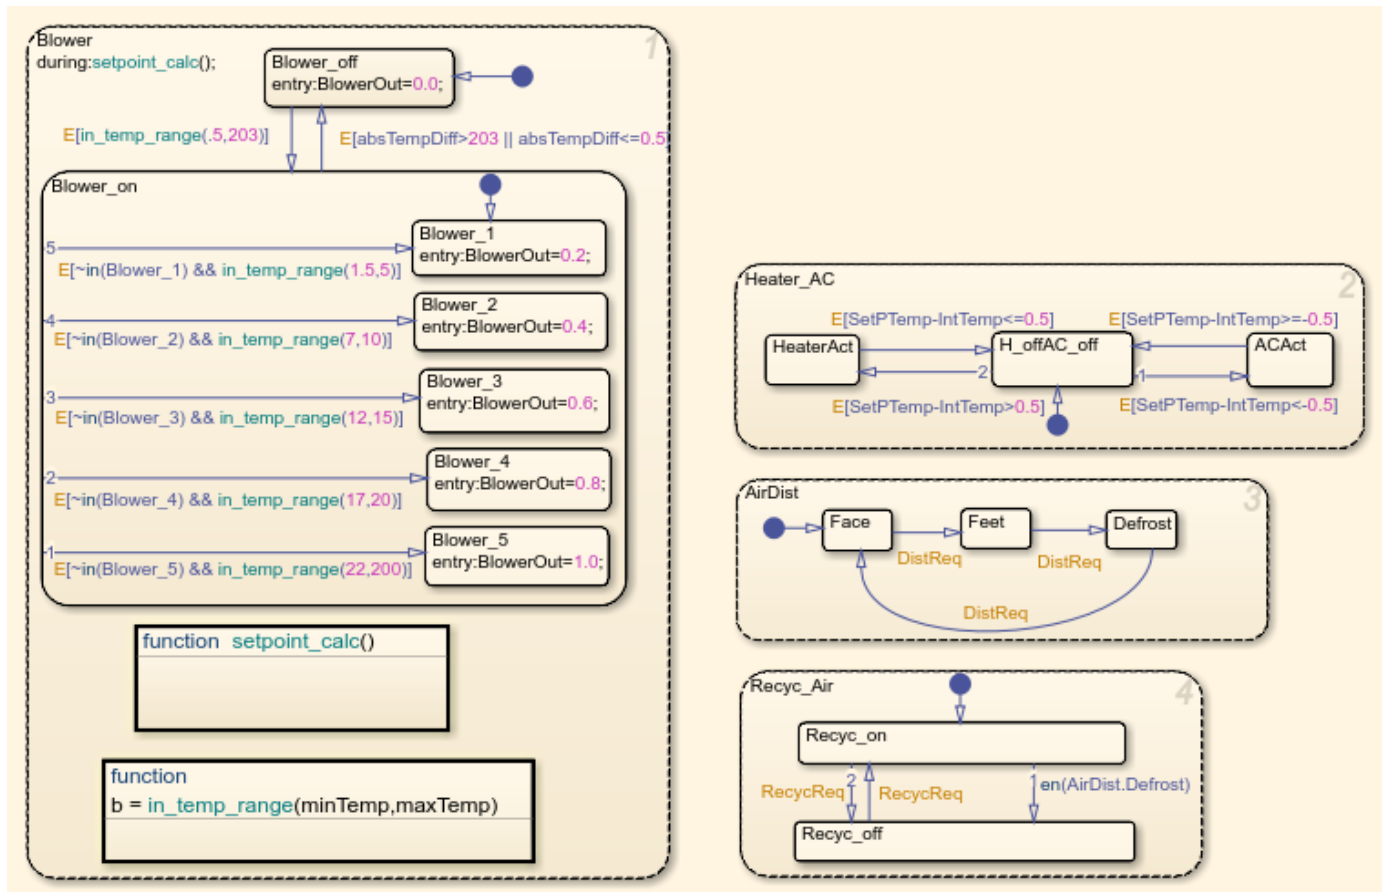 Blower
1
during:setpoint_calc();
Blower_off
entry:BlowerOut=0.0;
E[in_temp_range(.5,203)]
E[absTempDiff>203 || absTempDiff<=0.5]
Blower_on
Blower_1
entry:BlowerOut=0.2;
5
E[~in(Blower_1) && in_temp_range(1.5,5)]
Blower_2
entry:BlowerOut=0.4;
4
E[~in(Blower_2) && in_temp_range(7,10)]
Blower_3
entry:BlowerOut=0.6;
3
E[~in(Blower_3) && in_temp_range(12,15)]
Blower_4
entry:BlowerOut=0.8;
2
E[~in(Blower_4) && in_temp_range(17,20)]
Blower_5
entry:BlowerOut=1.0;
1
E[~in(Blower_5) && in_temp_range(22,200)]
function setpoint_calc()
function
b = in_temp_range(minTemp,maxTemp)
Heater_AC
2
E[SetPTemp-IntTemp<=0.5]
E[SetPTemp-IntTemp>=-0.5]
HeaterAct
H_offAC_off
ACAct
2
1
E[SetPTemp-IntTemp>0.5]
E[SetPTemp-IntTemp<-0.5]
AirDist
3
Face
Feet
Defrost
DistReq
DistReq
DistReq
Recyc_Air
4
Recyc_on
2
1
RecycReq
RecycReq
en(AirDist.Defrost)
Recyc_off